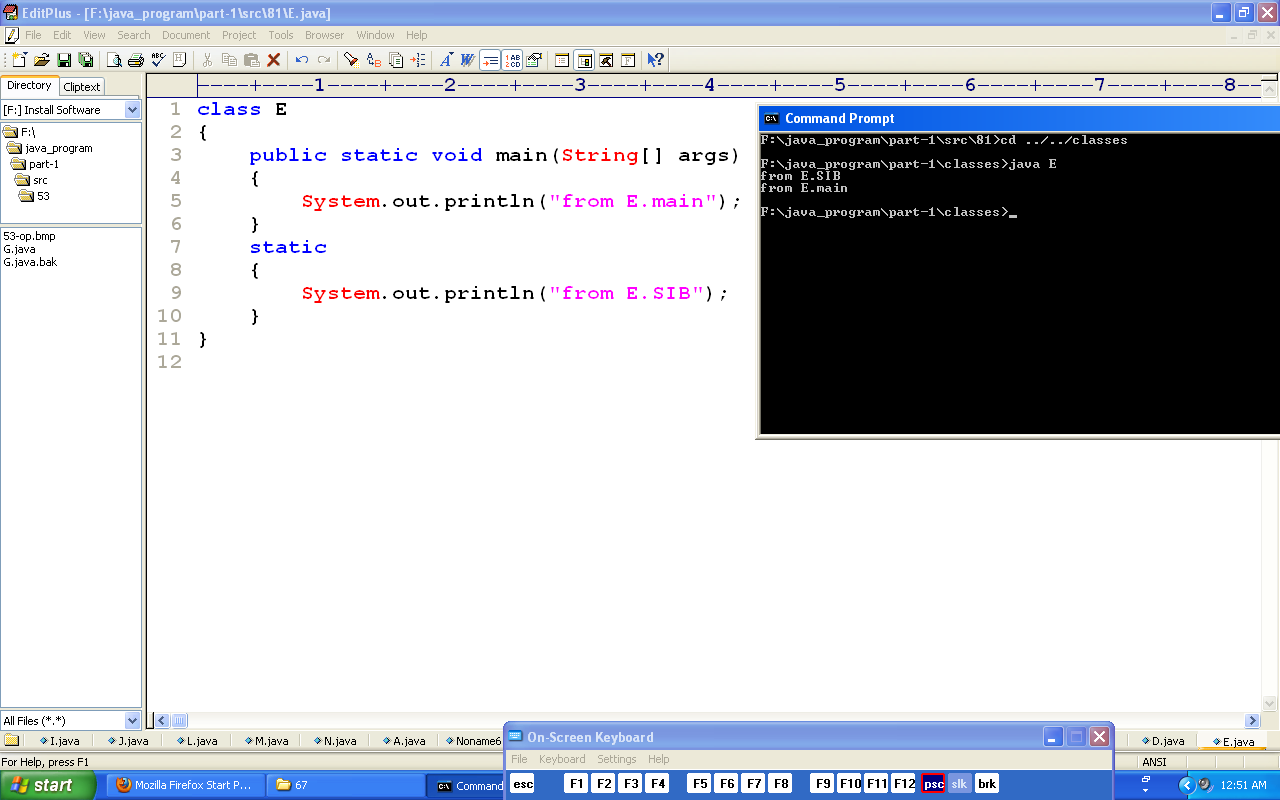 EditPlus - [F:\java_program\part-1\src\81\E.java]
File Edit View Search Document Project Tools Browser Window Help
Directory Cliptext
[F:] Install Software
F:\
java_program
part-1
src
53
53-op.bmp
G.java
G.java.bak
All Files (*.*)
----+----1----+----2----+----3----+----4----+----5----+----6----+----7----+----8--
1 class E
2 {
3 public static void main(String[] args)
4 {
5 System.out.println("from E.main");
6 }
7 static
8 {
9 System.out.println("from E.SIB");
10 }
11 }
12
Command Prompt
F:\java_program\part-1\src\81>cd ../../classes
F:\java_program\part-1\classes>java E
from E.SIB
from E.main
F:\java_program\part-1\classes>_
I.java J.java L.java M.java N.java A.java Noname6 D.java E.java
For Help, press F1 ANSI
On-Screen Keyboard
File Keyboard Settings Help
esc F1 F2 F3 F4 F5 F6 F7 F8 F9 F10 F11 F12 psc slk brk
start Mozilla Firefox Start P... 67 Command 12:51 AM